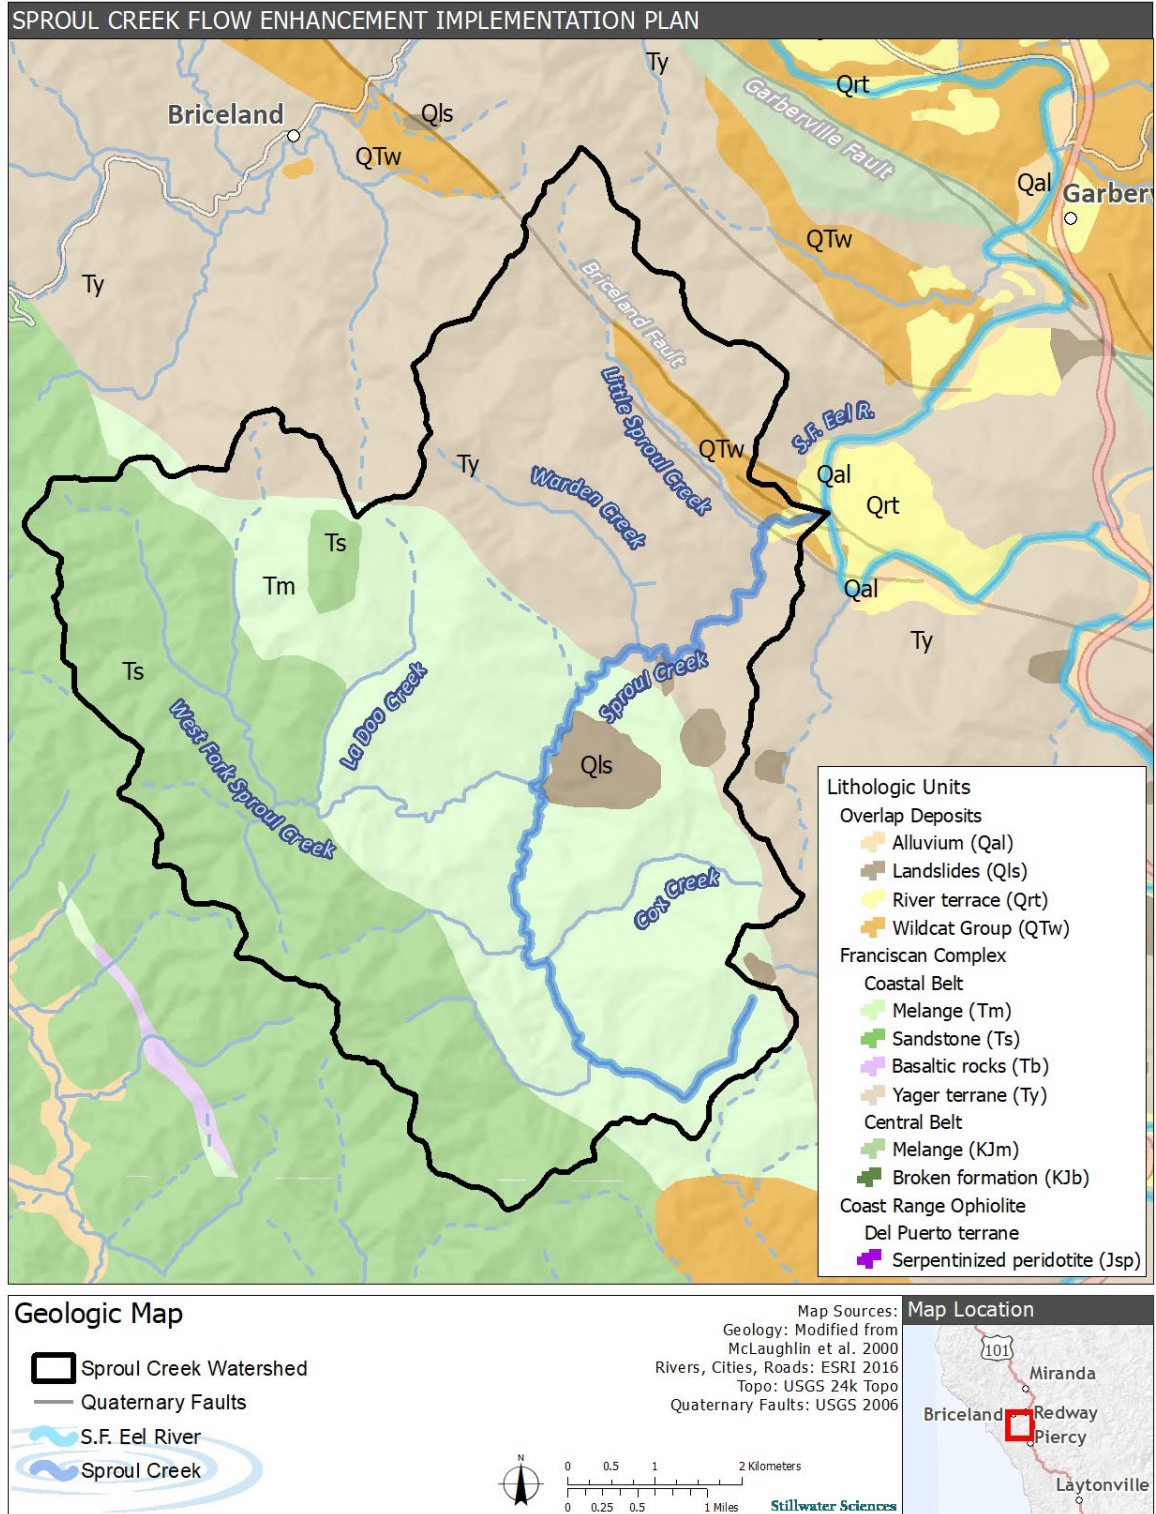 SPROUL CREEK FLOW ENHANCEMENT IMPLEMENTATION PLAN
Ty
Qrt
Garberville Fault
Briceland
Qls
QTw
Qal
Ty
QTw
Briceland Fault
Little Sproul Creek
S.F. Eel R.
QTw
Ty
Warden Creek
Qal
Qrt
Ts
Tm
Qal
Ty
Ts
Sproul Creek
La Doo Creek
West Fork Sproul Creek
Qls
Cox Creek
Lithologic Units
Overlap Deposits
Alluvium (Qal)
Landslides (Qls)
River terrace (Qrt)
Wildcat Group (QTw)
Franciscan Complex
Coastal Belt
Melange (Tm)
Sandstone (Ts)
Basaltic rocks (Tb)
Yager terrane (Ty)
Central Belt
Melange (KJm)
Broken formation (KJb)
Coast Range Ophiolite
Del Puerto terrane
Serpentinized peridotite (Jsp)
Geologic Map
Sproul Creek Watershed
Quaternary Faults
S.F. Eel River
Sproul Creek
Map Sources:
Geology: Modified from
McLaughlin et al. 2000
Rivers, Cities, Roads: ESRI 2016
Topo: USGS 24k Topo
Quaternary Faults: USGS 2006
N
0 0.5 1 2 Kilometers
0 0.25 0.5 1 Miles
Stillwater Sciences
Map Location
101
Miranda
Briceland
Redway
Piercy
Laytonville